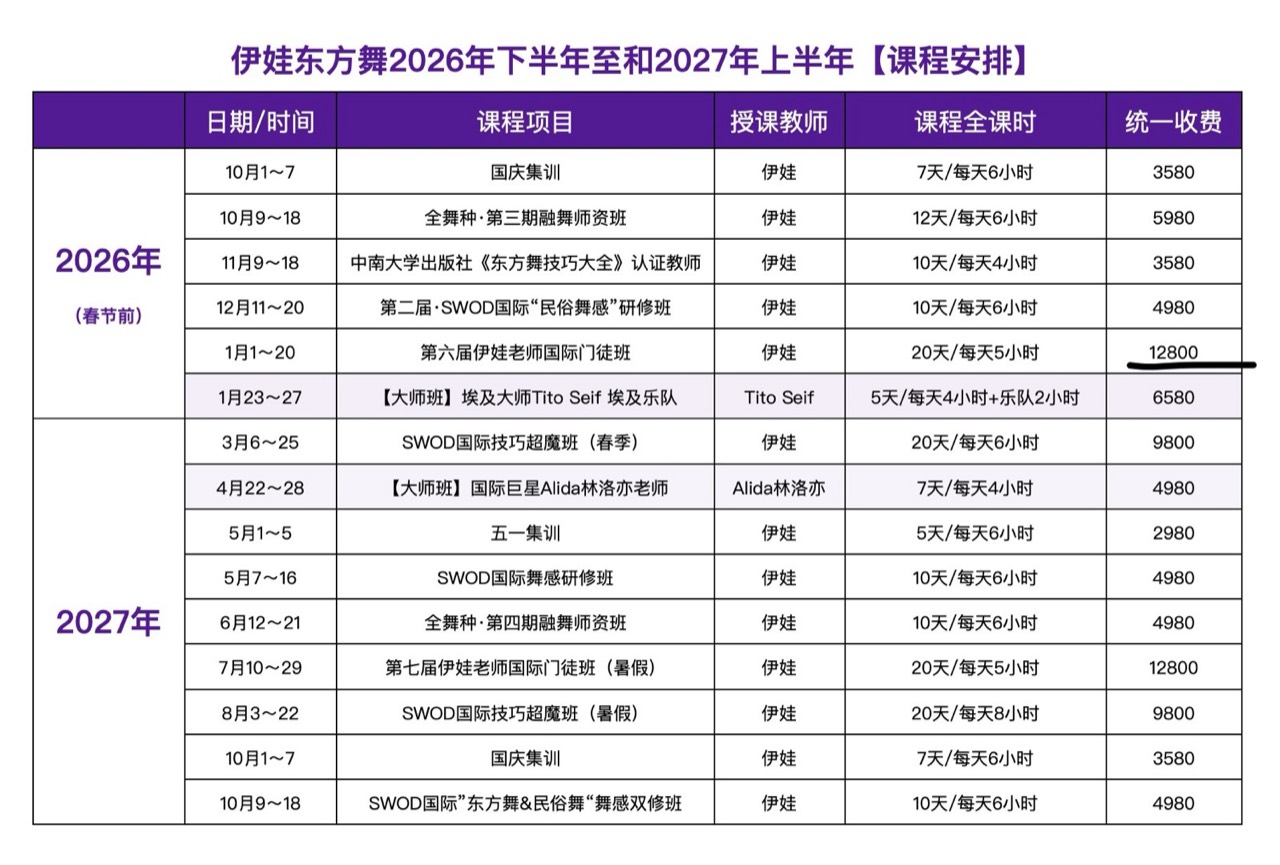 伊娃东方舞2026年下半年至和2027年上半年【课程安排】
日期/时间 课程项目 授课教师 课程全课时 统一收费
2026年
（春节前）
10月1～7 国庆集训 伊娃 7天/每天6小时 3580
10月9～18 全舞种·第三期融舞师资班 伊娃 12天/每天6小时 5980
11月9～18 中南大学出版社《东方舞技巧大全》认证教师 伊娃 10天/每天4小时 3580
12月11～20 第二届·SWOD国际“民俗舞感”研修班 伊娃 10天/每天6小时 4980
1月1～20 第六届伊娃老师国际门徒班 伊娃 20天/每天5小时 12800
1月23～27 【大师班】埃及大师Tito Seif 埃及乐队 Tito Seif 5天/每天4小时+乐队2小时 6580
2027年
3月6～25 SWOD国际技巧超魔班（春季） 伊娃 20天/每天6小时 9800
4月22～28 【大师班】国际巨星Alida林洛亦老师 Alida林洛亦 7天/每天4小时 4980
5月1～5 五一集训 伊娃 5天/每天6小时 2980
5月7～16 SWOD国际舞感研修班 伊娃 10天/每天6小时 4980
6月12～21 全舞种·第四期融舞师资班 伊娃 10天/每天6小时 4980
7月10～29 第七届伊娃老师国际门徒班（暑假） 伊娃 20天/每天5小时 12800
8月3～22 SWOD国际技巧超魔班（暑假） 伊娃 20天/每天8小时 9800
10月1～7 国庆集训 伊娃 7天/每天6小时 3580
10月9～18 SWOD国际”东方舞&民俗舞“舞感双修班 伊娃 10天/每天6小时 4980